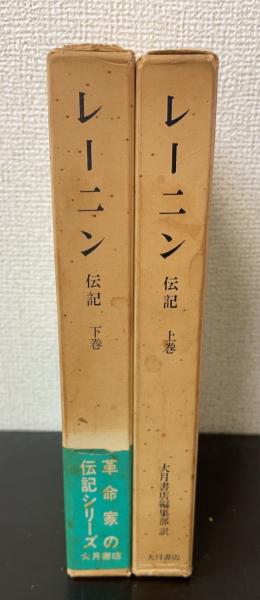 レーニン
伝記
上巻
大月書店編集部訳
大月書店
レーニン
伝記
下巻
革命家の
伝記シリーズ
大月書店